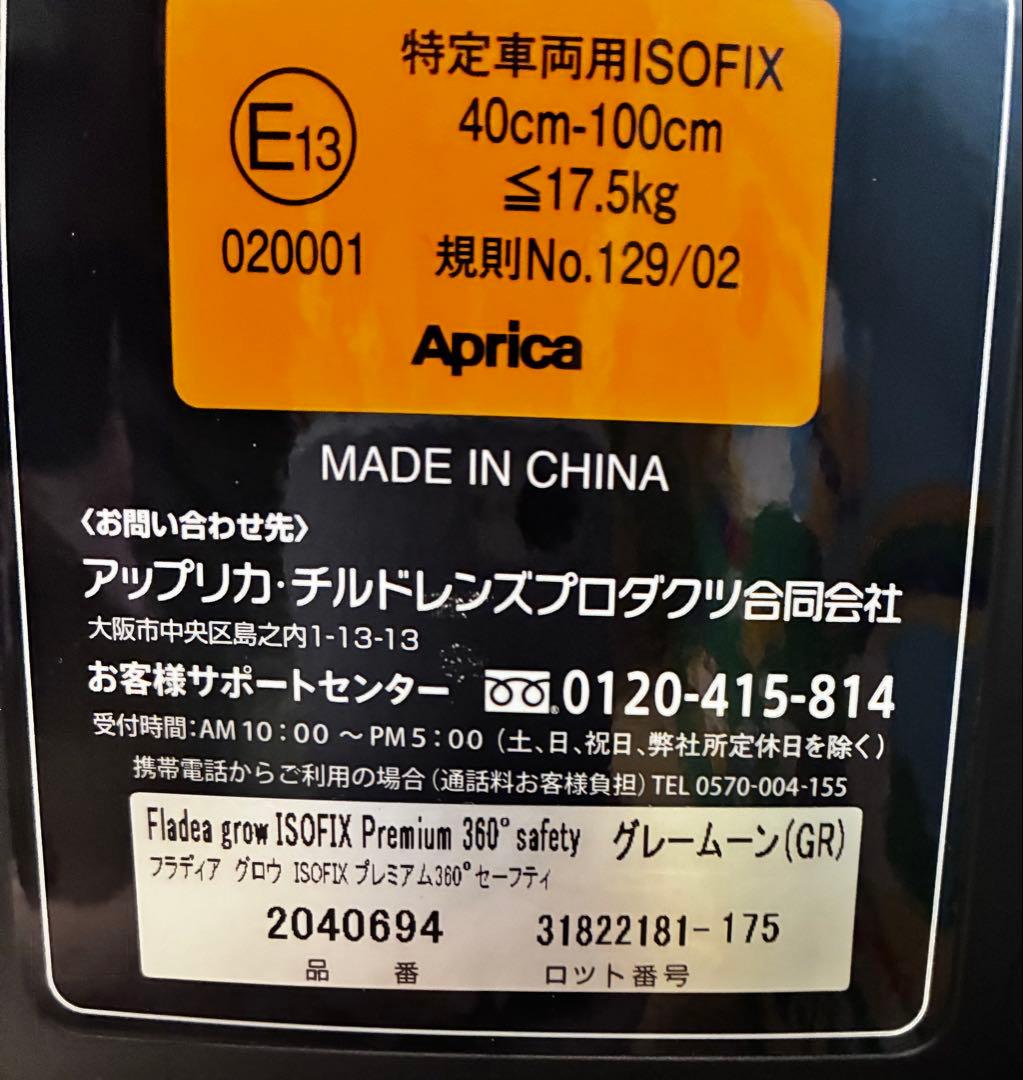 特定車両用ISOFIX
40cm-100cm
≦17.5kg
E13
020001
規則No.129/02
Aprica
MADE IN CHINA
〈お問い合わせ先〉
アップリカ・チルドレンズプロダクツ合同会社
大阪市中央区島之内1-13-13
お客様サポートセンター 0120-415-814
受付時間:AM 10:00 ～ PM 5:00 (土、日、祝日、弊社所定休日を除く)
携帯電話からご利用の場合(通話料お客様負担) TEL 0570-004-155
Fladea grow ISOFIX Premium 360° safety グレームーン(GR)
フラディア グロウ ISOFIX プレミアム360°セーフティ
2040694 31822181-175
品番 ロット番号